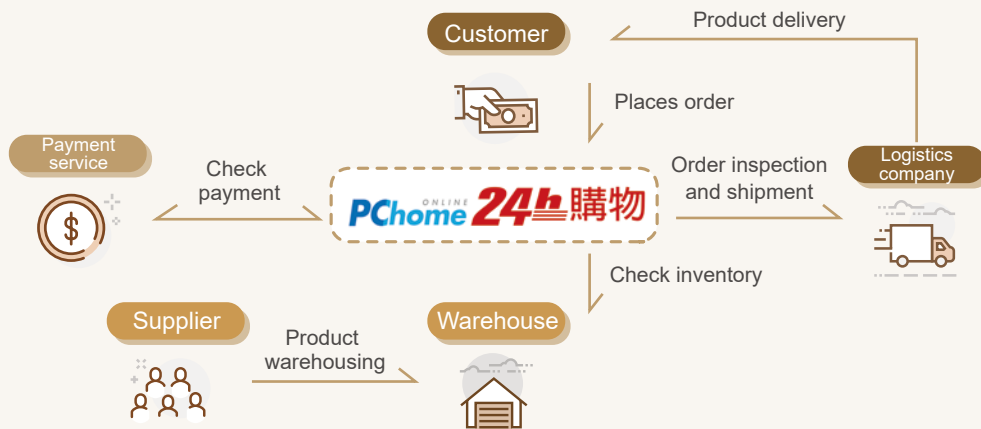 Customer
Product delivery
Places order
Payment
service
Check
payment
ONLINE
PChome 24h購物
Order inspection
and shipment
Logistics
company
$
Check inventory
Supplier
Product
warehousing
Warehouse